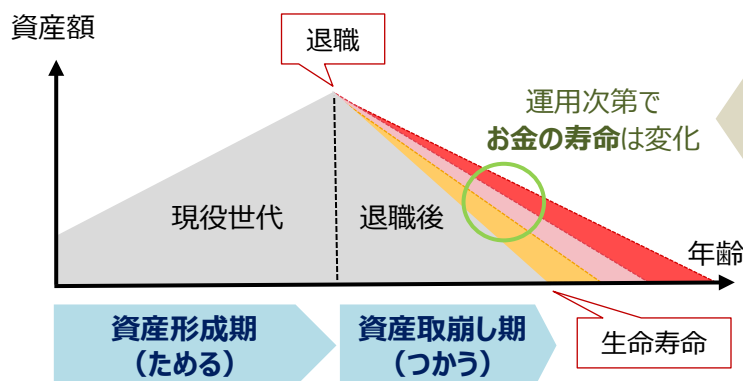 資産額
退職
運用次第で
お金の寿命は変化
現役世代
退職後
年齢
資産形成期
（ためる）
資産取崩し期
（つかう）
生命寿命